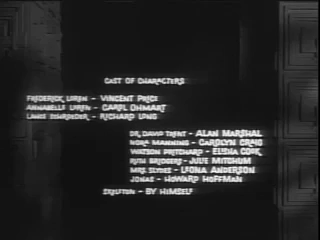 CAST OF CHARACTERS
FREDERICK LOREN - VINCENT PRICE
ANNABELLE LOREN - CAROL OHMART
LANCE SCHROEDER - RICHARD LONG
DR. DAVID TRENT - ALAN MARSHAL
NORA MANNING - CAROLYN CRAIG
WATSON PRITCHARD - ELISHA COOK
RUTH BRIDGERS - JULIE MITCHUM
MRS. SLYDES - LEONA ANDERSON
JONAS - HOWARD HOFFMAN
SKELETON - BY HIMSELF